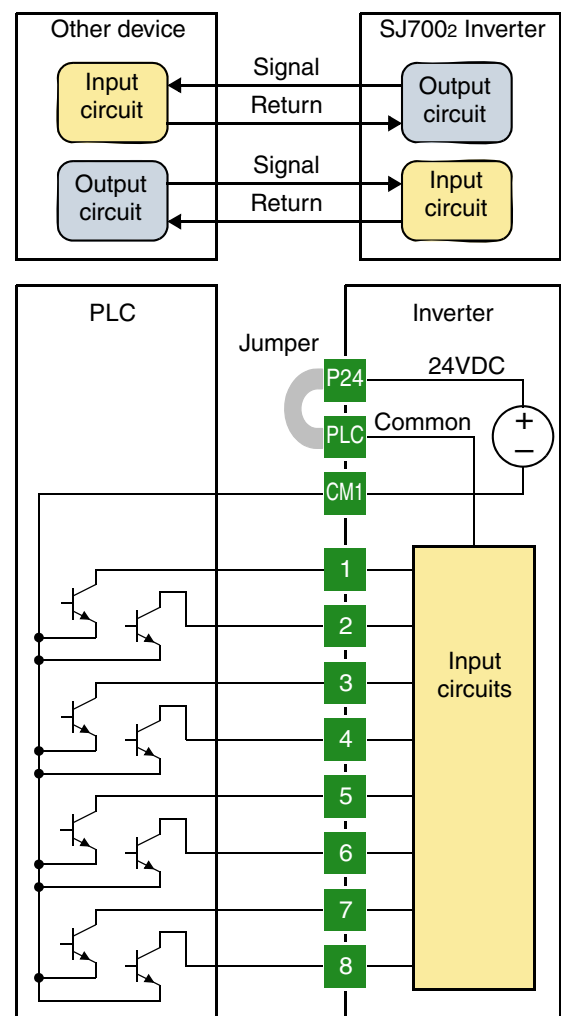 Other device
SJ7002 Inverter
Input
circuit
Signal
Return
Output
circuit
Output
circuit
Signal
Return
Input
circuit
PLC
Inverter
Jumper
P24
24VDC
PLC
Common
+
–
CM1
1
2
3
4
5
6
7
8
Input
circuits